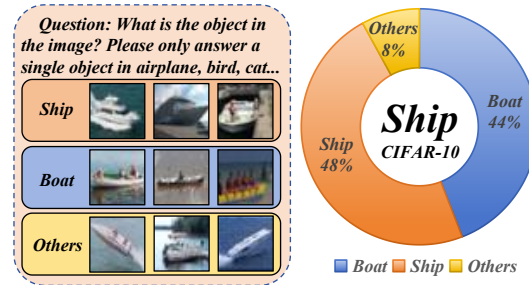 Question: What is the object in
the image? Please only answer a
single object in airplane, bird, cat...
Ship
Boat
Others
Others
8%
Boat
44%
Ship
48%
Ship
CIFAR-10
Boat
Ship
Others